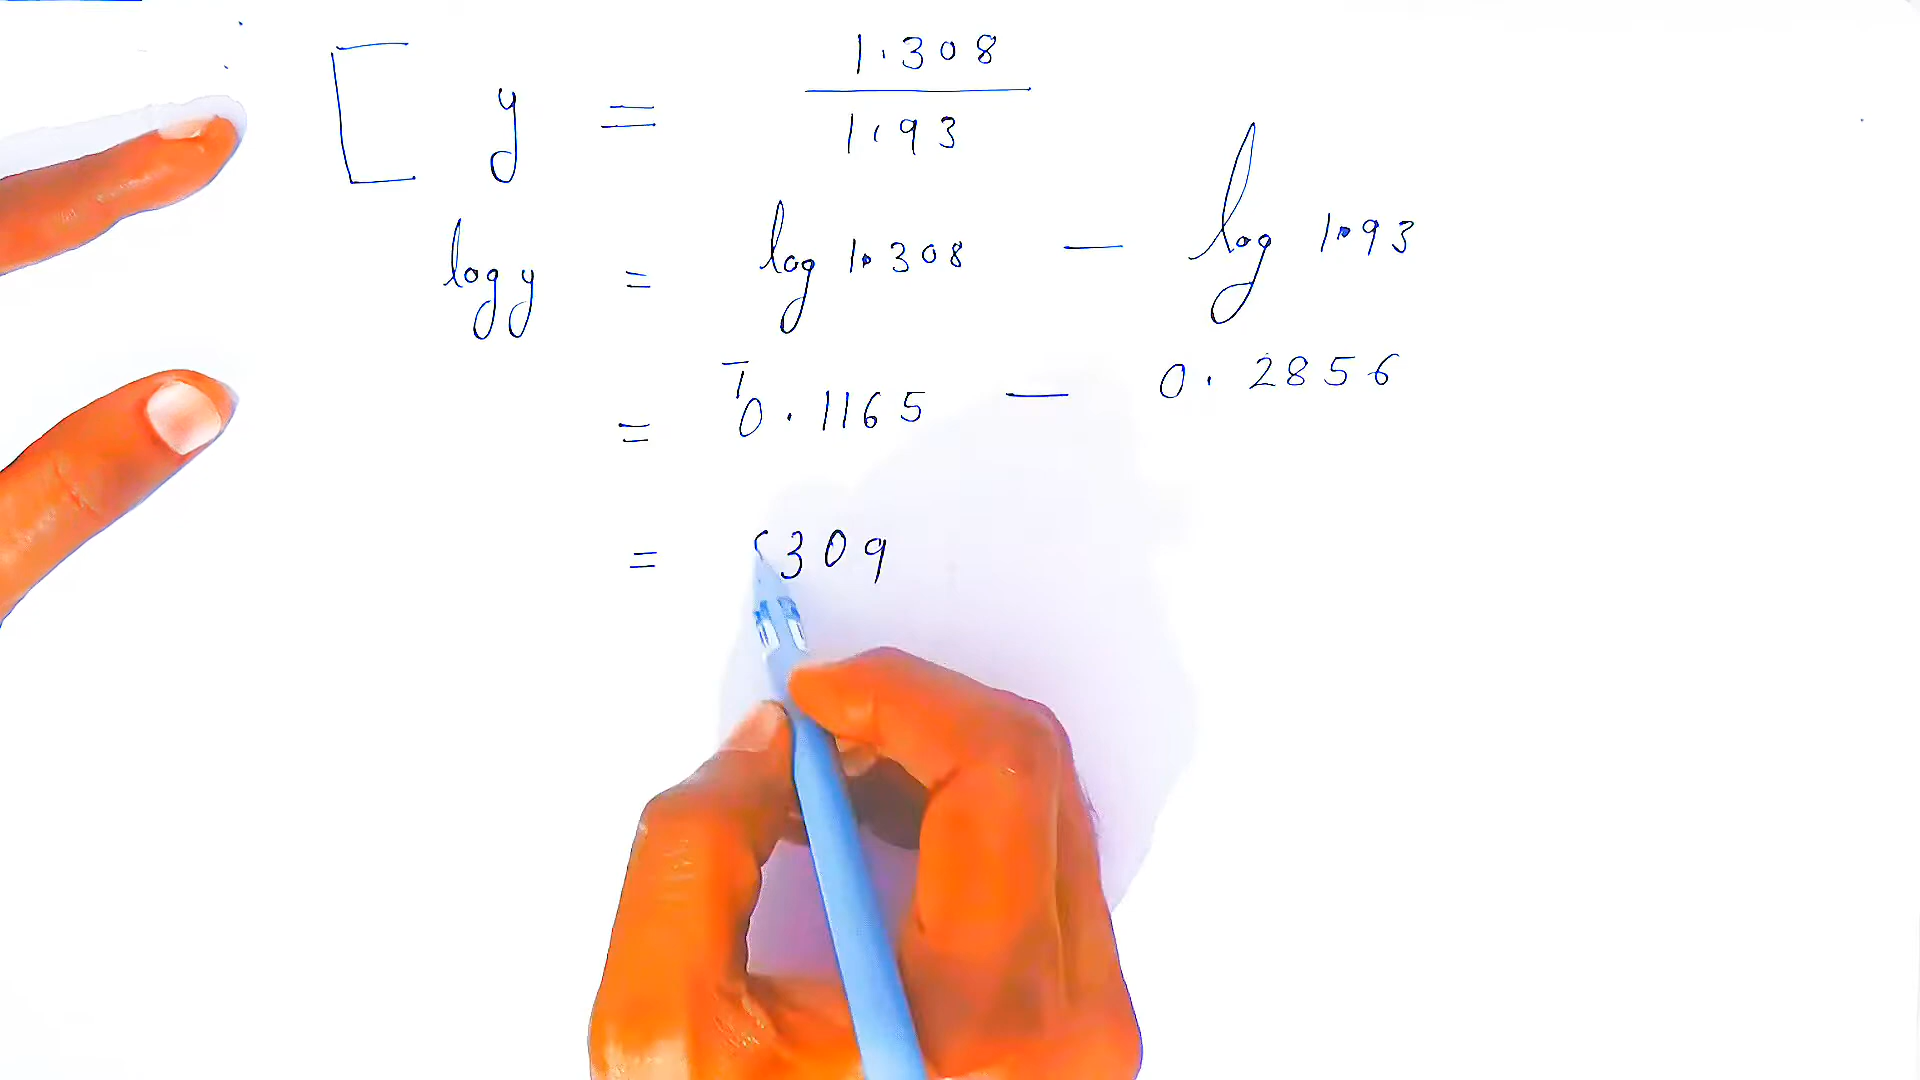 y = 1.308 / 1.93
log y = log 1.308 – log 1.93
= 1̄ 0.1165 – 0.2856
= 309